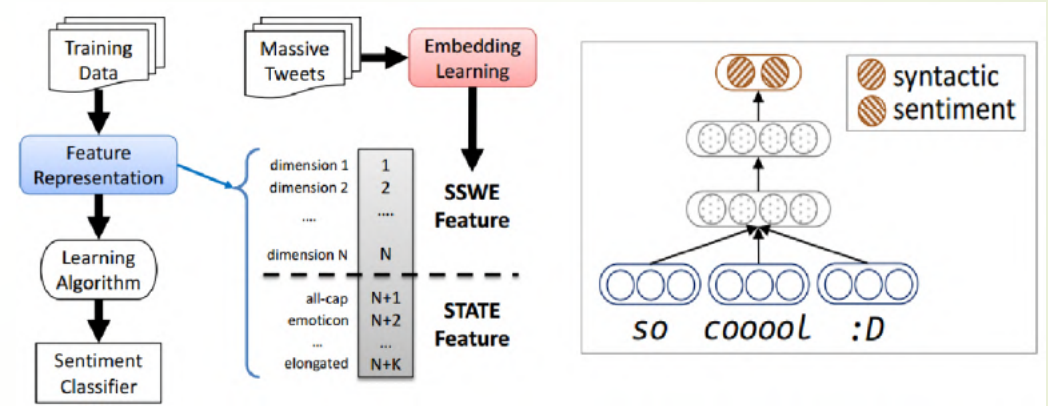 Training
Data
Feature
Representation
Learning
Algorithm
Sentiment
Classifier
Massive
Tweets
Embedding
Learning
dimension 1 1
dimension 2 2
.... ....
dimension N N
all-cap N+1
emoticon N+2
... ...
elongated N+K
SSWE
Feature
STATE
Feature
syntactic
sentiment
so cooool :D